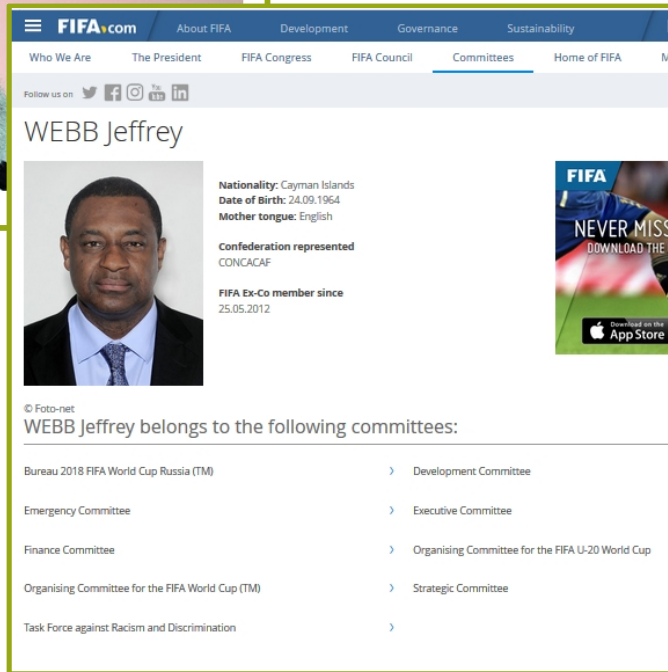 FIFA.com About FIFA Development Governance Sustainability
Who We Are The President FIFA Congress FIFA Council Committees Home of FIFA M
Follow us on You Tube in
WEBB Jeffrey
Nationality: Cayman Islands
Date of Birth: 24.09.1964
Mother tongue: English
Confederation represented
CONCACAF
FIFA Ex-Co member since
25.05.2012
FIFA
NEVER MISS
DOWNLOAD THE
Download on the
App Store
© Foto-net
WEBB Jeffrey belongs to the following committees:
Bureau 2018 FIFA World Cup Russia (TM) Development Committee
Emergency Committee Executive Committee
Finance Committee Organising Committee for the FIFA U-20 World Cup
Organising Committee for the FIFA World Cup (TM) Strategic Committee
Task Force against Racism and Discrimination